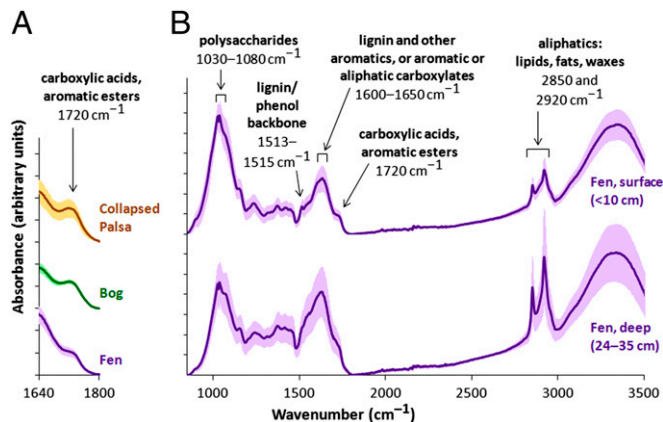 A
B
carboxylic acids,
aromatic esters
1720 cm⁻¹
polysaccharides
1030–1080 cm⁻¹
lignin/
phenol
backbone
1513–
1515 cm⁻¹
lignin and other
aromatics, or aromatic or
aliphatic carboxylates
1600–1650 cm⁻¹
carboxylic acids,
aromatic esters
1720 cm⁻¹
aliphatics:
lipids, fats, waxes
2850 and
2920 cm⁻¹
Absorbance (arbitrary units)
Collapsed
Palsa
Bog
Fen
Fen, surface
(<10 cm)
Fen, deep
(24–35 cm)
1640 1800
1000 1500 2000 2500 3000 3500
Wavenumber (cm⁻¹)